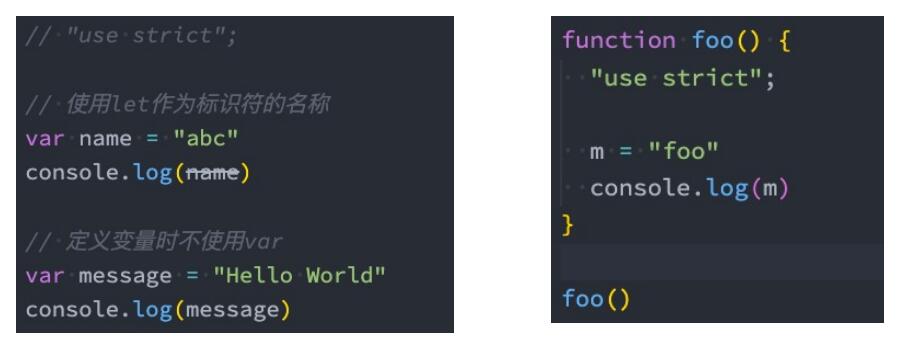 // "use strict";
// 使用let作为标识符的名称
var name = "abc"
console.log(name)
// 定义变量时不使用var
var message = "Hello World"
console.log(message)
function foo() {
"use strict";
m = "foo"
console.log(m)
}
foo()